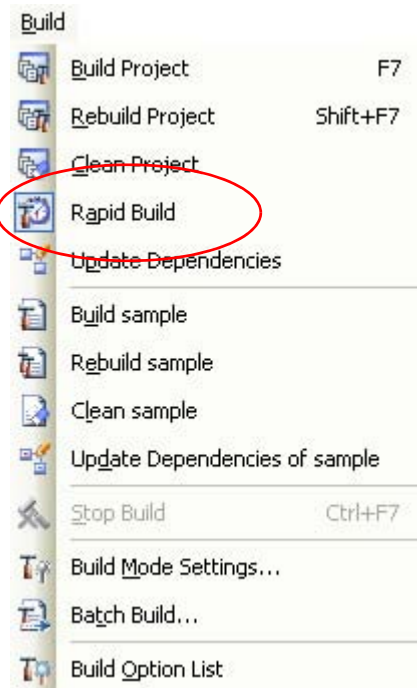 Build
Build Project F7
Rebuild Project Shift+F7
Clean Project
Rapid Build
Update Dependencies
Build sample
Rebuild sample
Clean sample
Update Dependencies of sample
Stop Build Ctrl+F7
Build Mode Settings...
Batch Build...
Build Option List